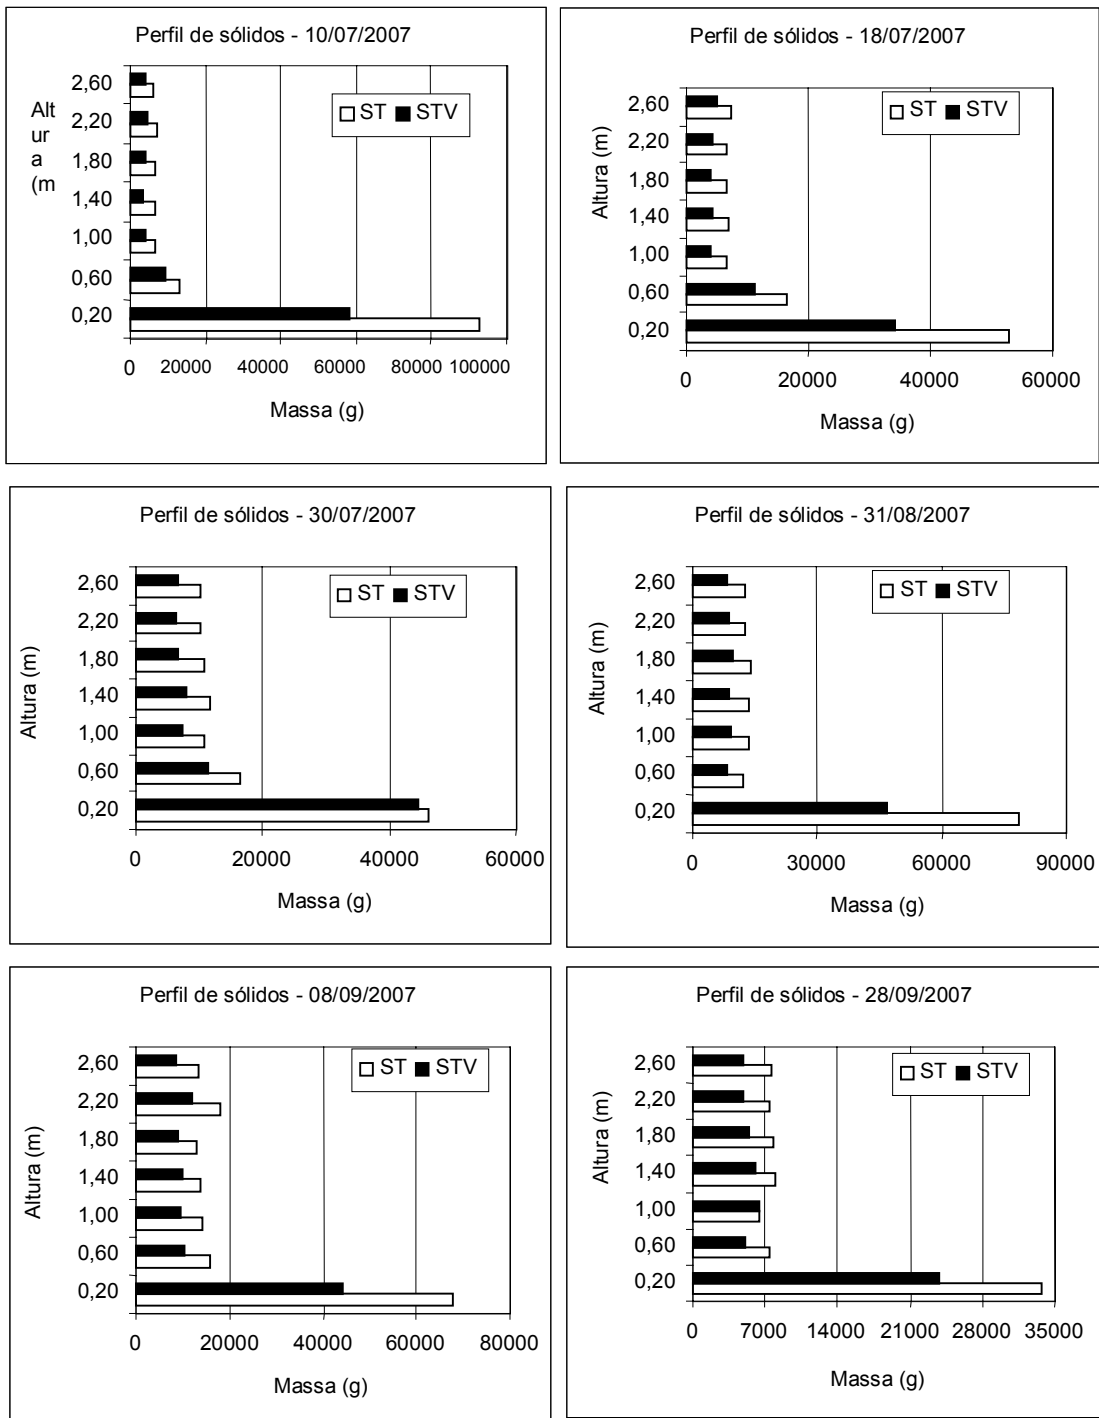 Perfil de sólidos - 10/07/2007
Alt
ur
a
(m
2,60
2,20
1,80
1,40
1,00
0,60
0,20
ST STV
0 20000 40000 60000 80000 100000
Massa (g)
Perfil de sólidos - 18/07/2007
Altura (m)
2,60
2,20
1,80
1,40
1,00
0,60
0,20
ST STV
0 20000 40000 60000
Massa (g)
Perfil de sólidos - 30/07/2007
Altura (m)
2,60
2,20
1,80
1,40
1,00
0,60
0,20
ST STV
0 20000 40000 60000
Massa (g)
Perfil de sólidos - 31/08/2007
Altura (m)
2,60
2,20
1,80
1,40
1,00
0,60
0,20
ST STV
0 30000 60000 90000
Massa (g)
Perfil de sólidos - 08/09/2007
Altura (m)
2,60
2,20
1,80
1,40
1,00
0,60
0,20
ST STV
0 20000 40000 60000 80000
Massa (g)
Perfil de sólidos - 28/09/2007
Altura (m)
2,60
2,20
1,80
1,40
1,00
0,60
0,20
ST STV
0 7000 14000 21000 28000 35000
Massa (g)